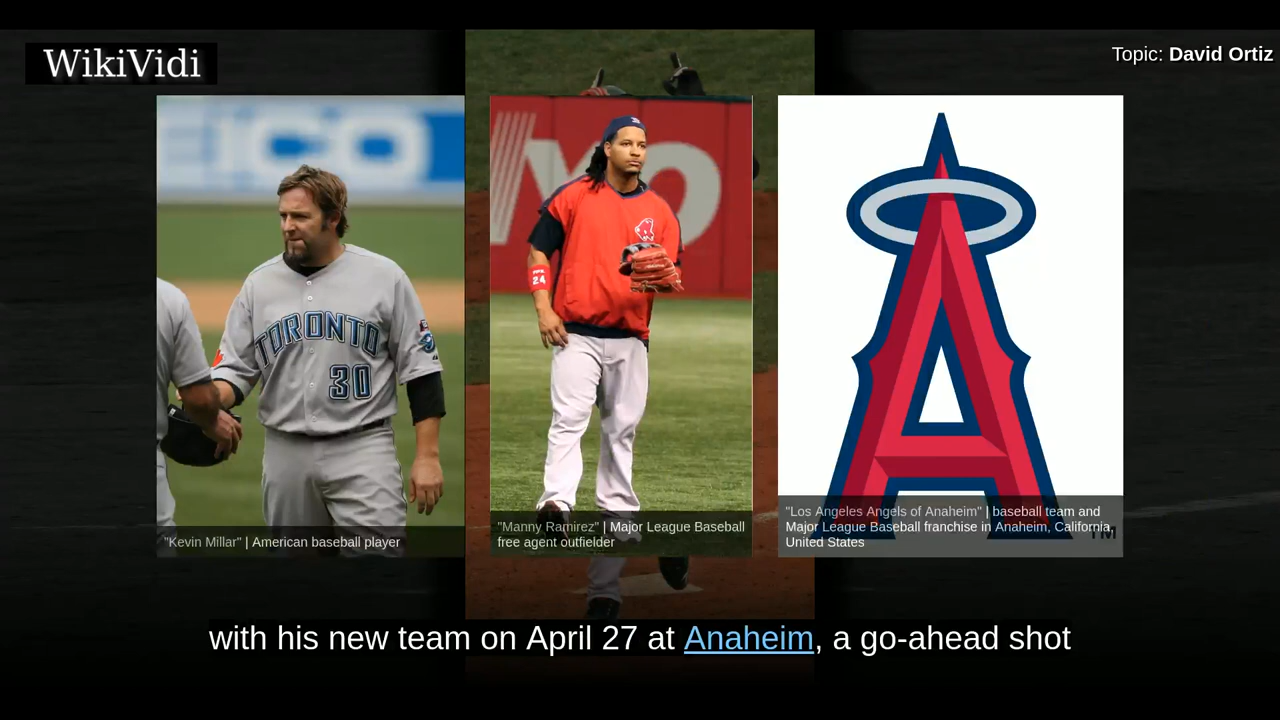 WikiVidi
Topic: David Ortiz
TORONTO
30
24
"Kevin Millar" | American baseball player
"Manny Ramirez" | Major League Baseball
free agent outfielder
"Los Angeles Angels of Anaheim" | baseball team and
Major League Baseball franchise in Anaheim, California,
United States
TM
with his new team on April 27 at Anaheim, a go-ahead shot